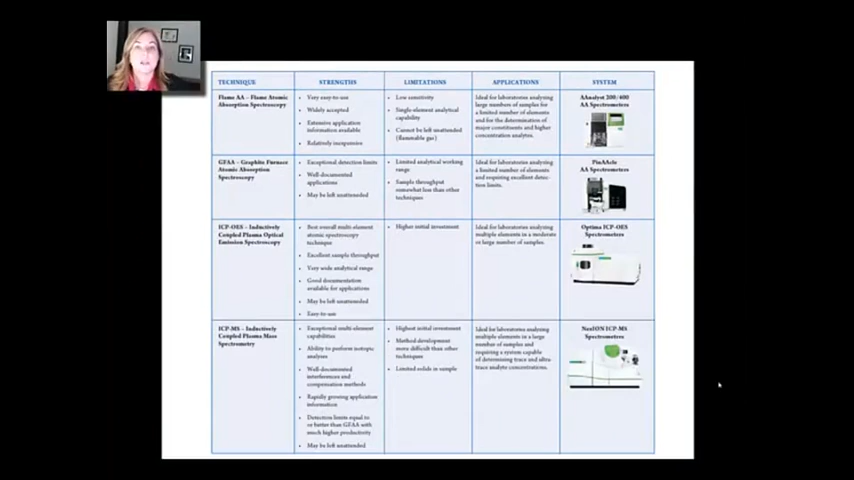 TECHNIQUE
STRENGTHS
LIMITATIONS
APPLICATIONS
SYSTEM
Flame AA – Flame Atomic
Absorption Spectroscopy
• Very easy-to-use
• Widely accepted
• Extensive application
information available
• Relatively inexpensive
• Low sensitivity
• Single-element analytical
capability
• Cannot be left unattended
(flammable gas)
Ideal for laboratories analyzing
large numbers of samples for
a limited number of elements
and for the determination of
major constituents and higher
concentration analytes.
AAnalyst 200/400
AA Spectrometers
GFAA – Graphite Furnace
Atomic Absorption
Spectroscopy
• Exceptional detection limits
• Well-documented
applications
• May be left unattended
• Limited analytical working
range
• Sample throughput
somewhat less than other
techniques
Ideal for laboratories analyzing
a limited number of elements
and requiring excellent detec-
tion limits.
PinAAcle
AA Spectrometers
ICP-OES – Inductively
Coupled Plasma Optical
Emission Spectroscopy
• Best overall multi-element
atomic spectroscopy
technique
• Excellent sample throughput
• Very wide analytical range
• Good documentation
available for applications
• May be left unattended
• Easy-to-use
• Higher initial investment
Ideal for laboratories analyzing
multiple elements in a moderate
or large number of samples.
Optima ICP-OES
Spectrometers
ICP-MS – Inductively
Coupled Plasma Mass
Spectrometry
• Exceptional multi-element
capabilities
• Ability to perform isotopic
analyses
• Well-documented
interferences and
compensation methods
• Rapidly growing application
information
• Detection limits equal to
or better than GFAA with
much higher productivity
• May be left unattended
• Highest initial investment
• Method development
more difficult than other
techniques
• Limited solids in sample
Ideal for laboratories analyzing
multiple elements in a large
number of samples and
requiring a system capable
of determining trace and ultra-
trace analyte concentrations.
NexION ICP-MS
Spectrometers